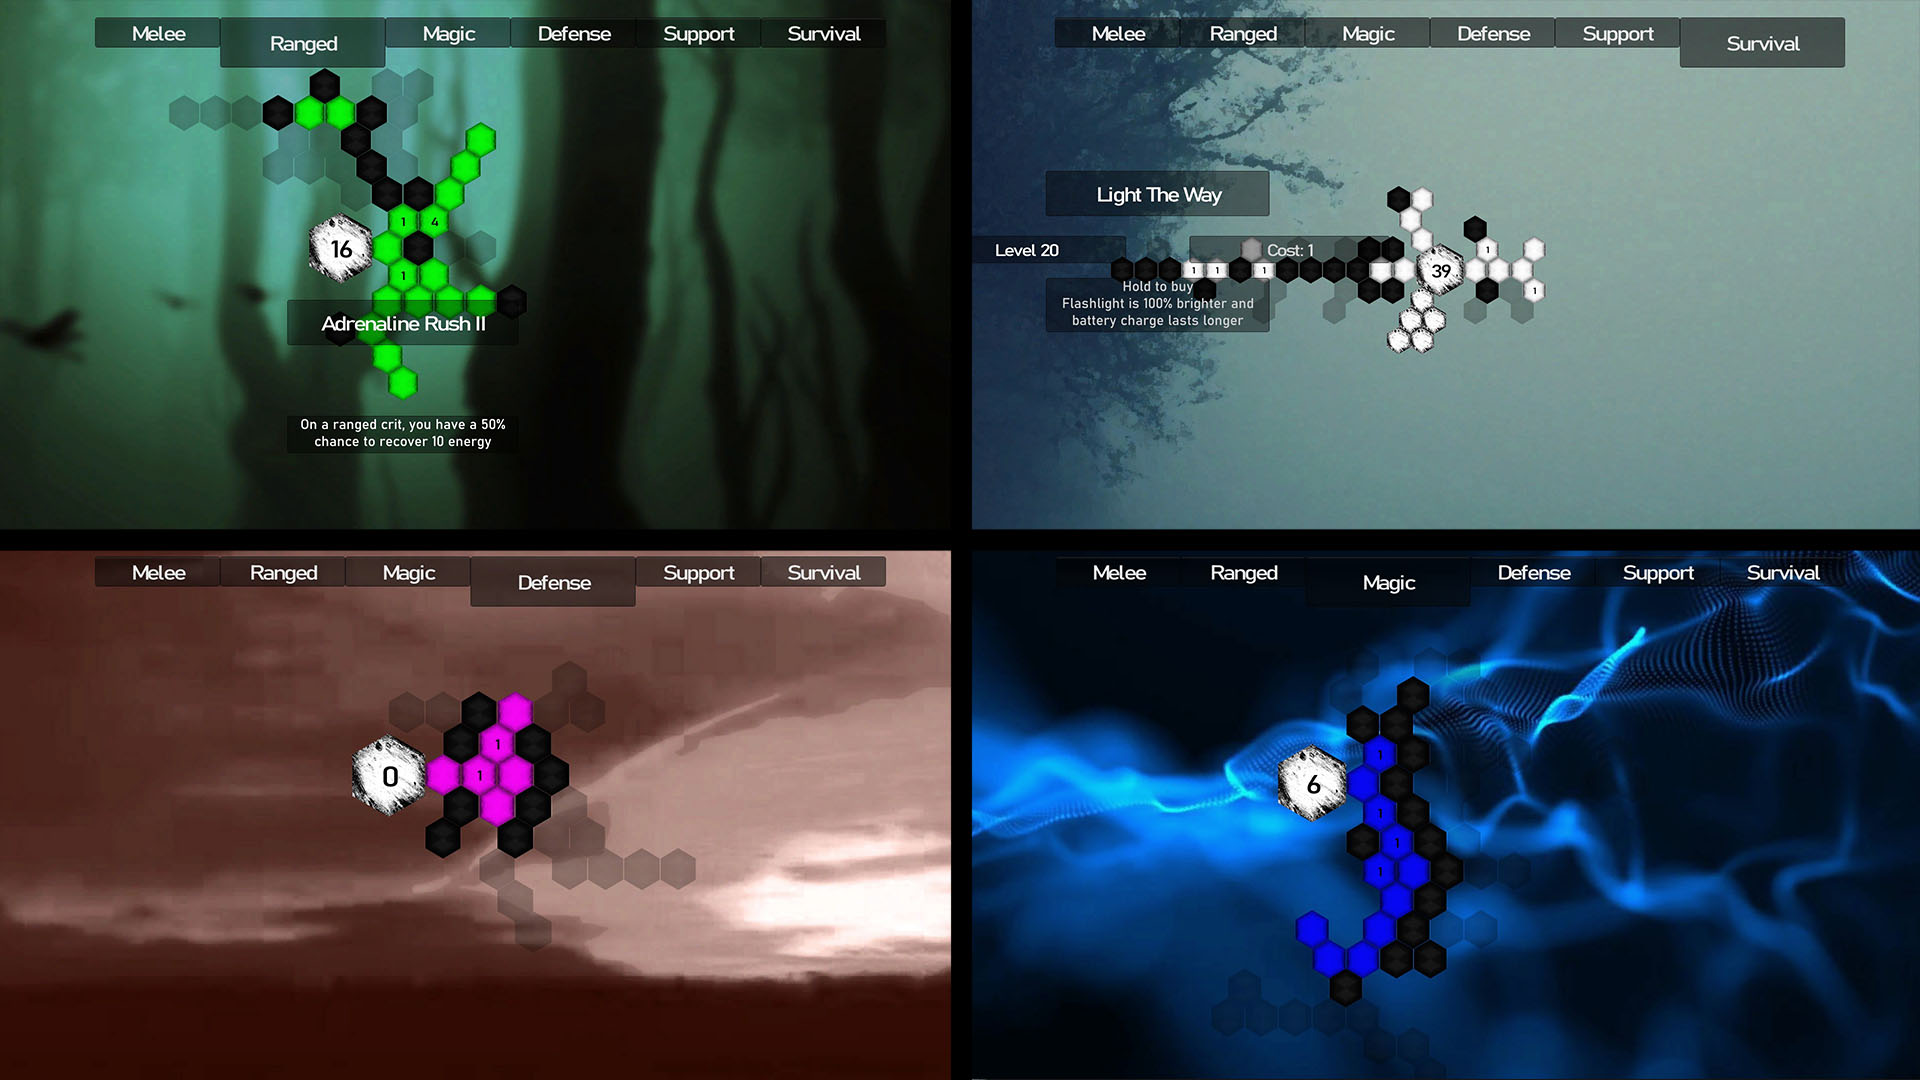 Melee Ranged Magic Defense Support Survival
1 4
16
1
Adrenaline Rush II
On a ranged crit, you have a 50%
chance to recover 10 energy
Melee Ranged Magic Defense Support Survival
Light The Way
Level 20
Cost: 1
1
1 1 1
39
1
Hold to buy
Flashlight is 100% brighter and
battery charge lasts longer
Melee Ranged Magic Defense Support Survival
1
0
1
Melee Ranged Magic Defense Support Survival
1
6
1
1
1